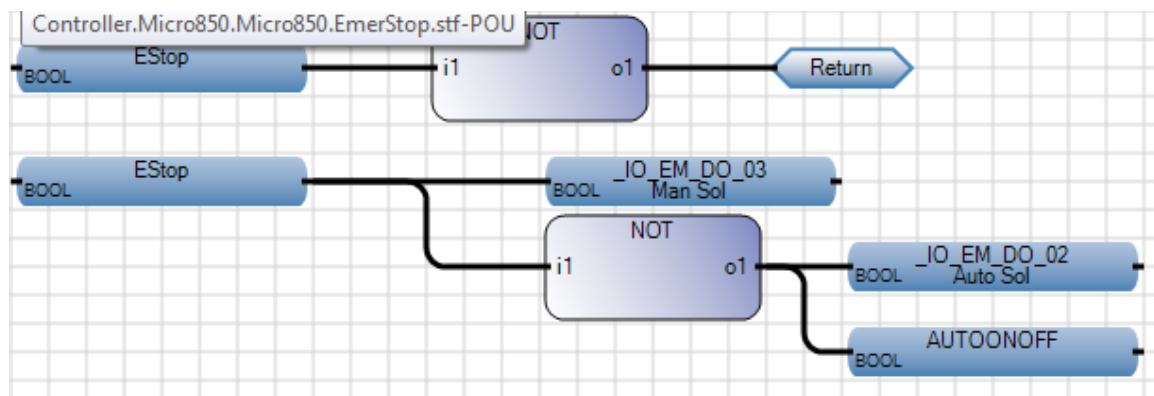 Controller.Micro850.Micro850.EmerStop.stf-POU
NOT
EStop
BOOL
i1
o1
Return
EStop
BOOL
_IO_EM_DO_03
BOOL
Man Sol
NOT
i1
o1
_IO_EM_DO_02
BOOL
Auto Sol
AUTOONOFF
BOOL